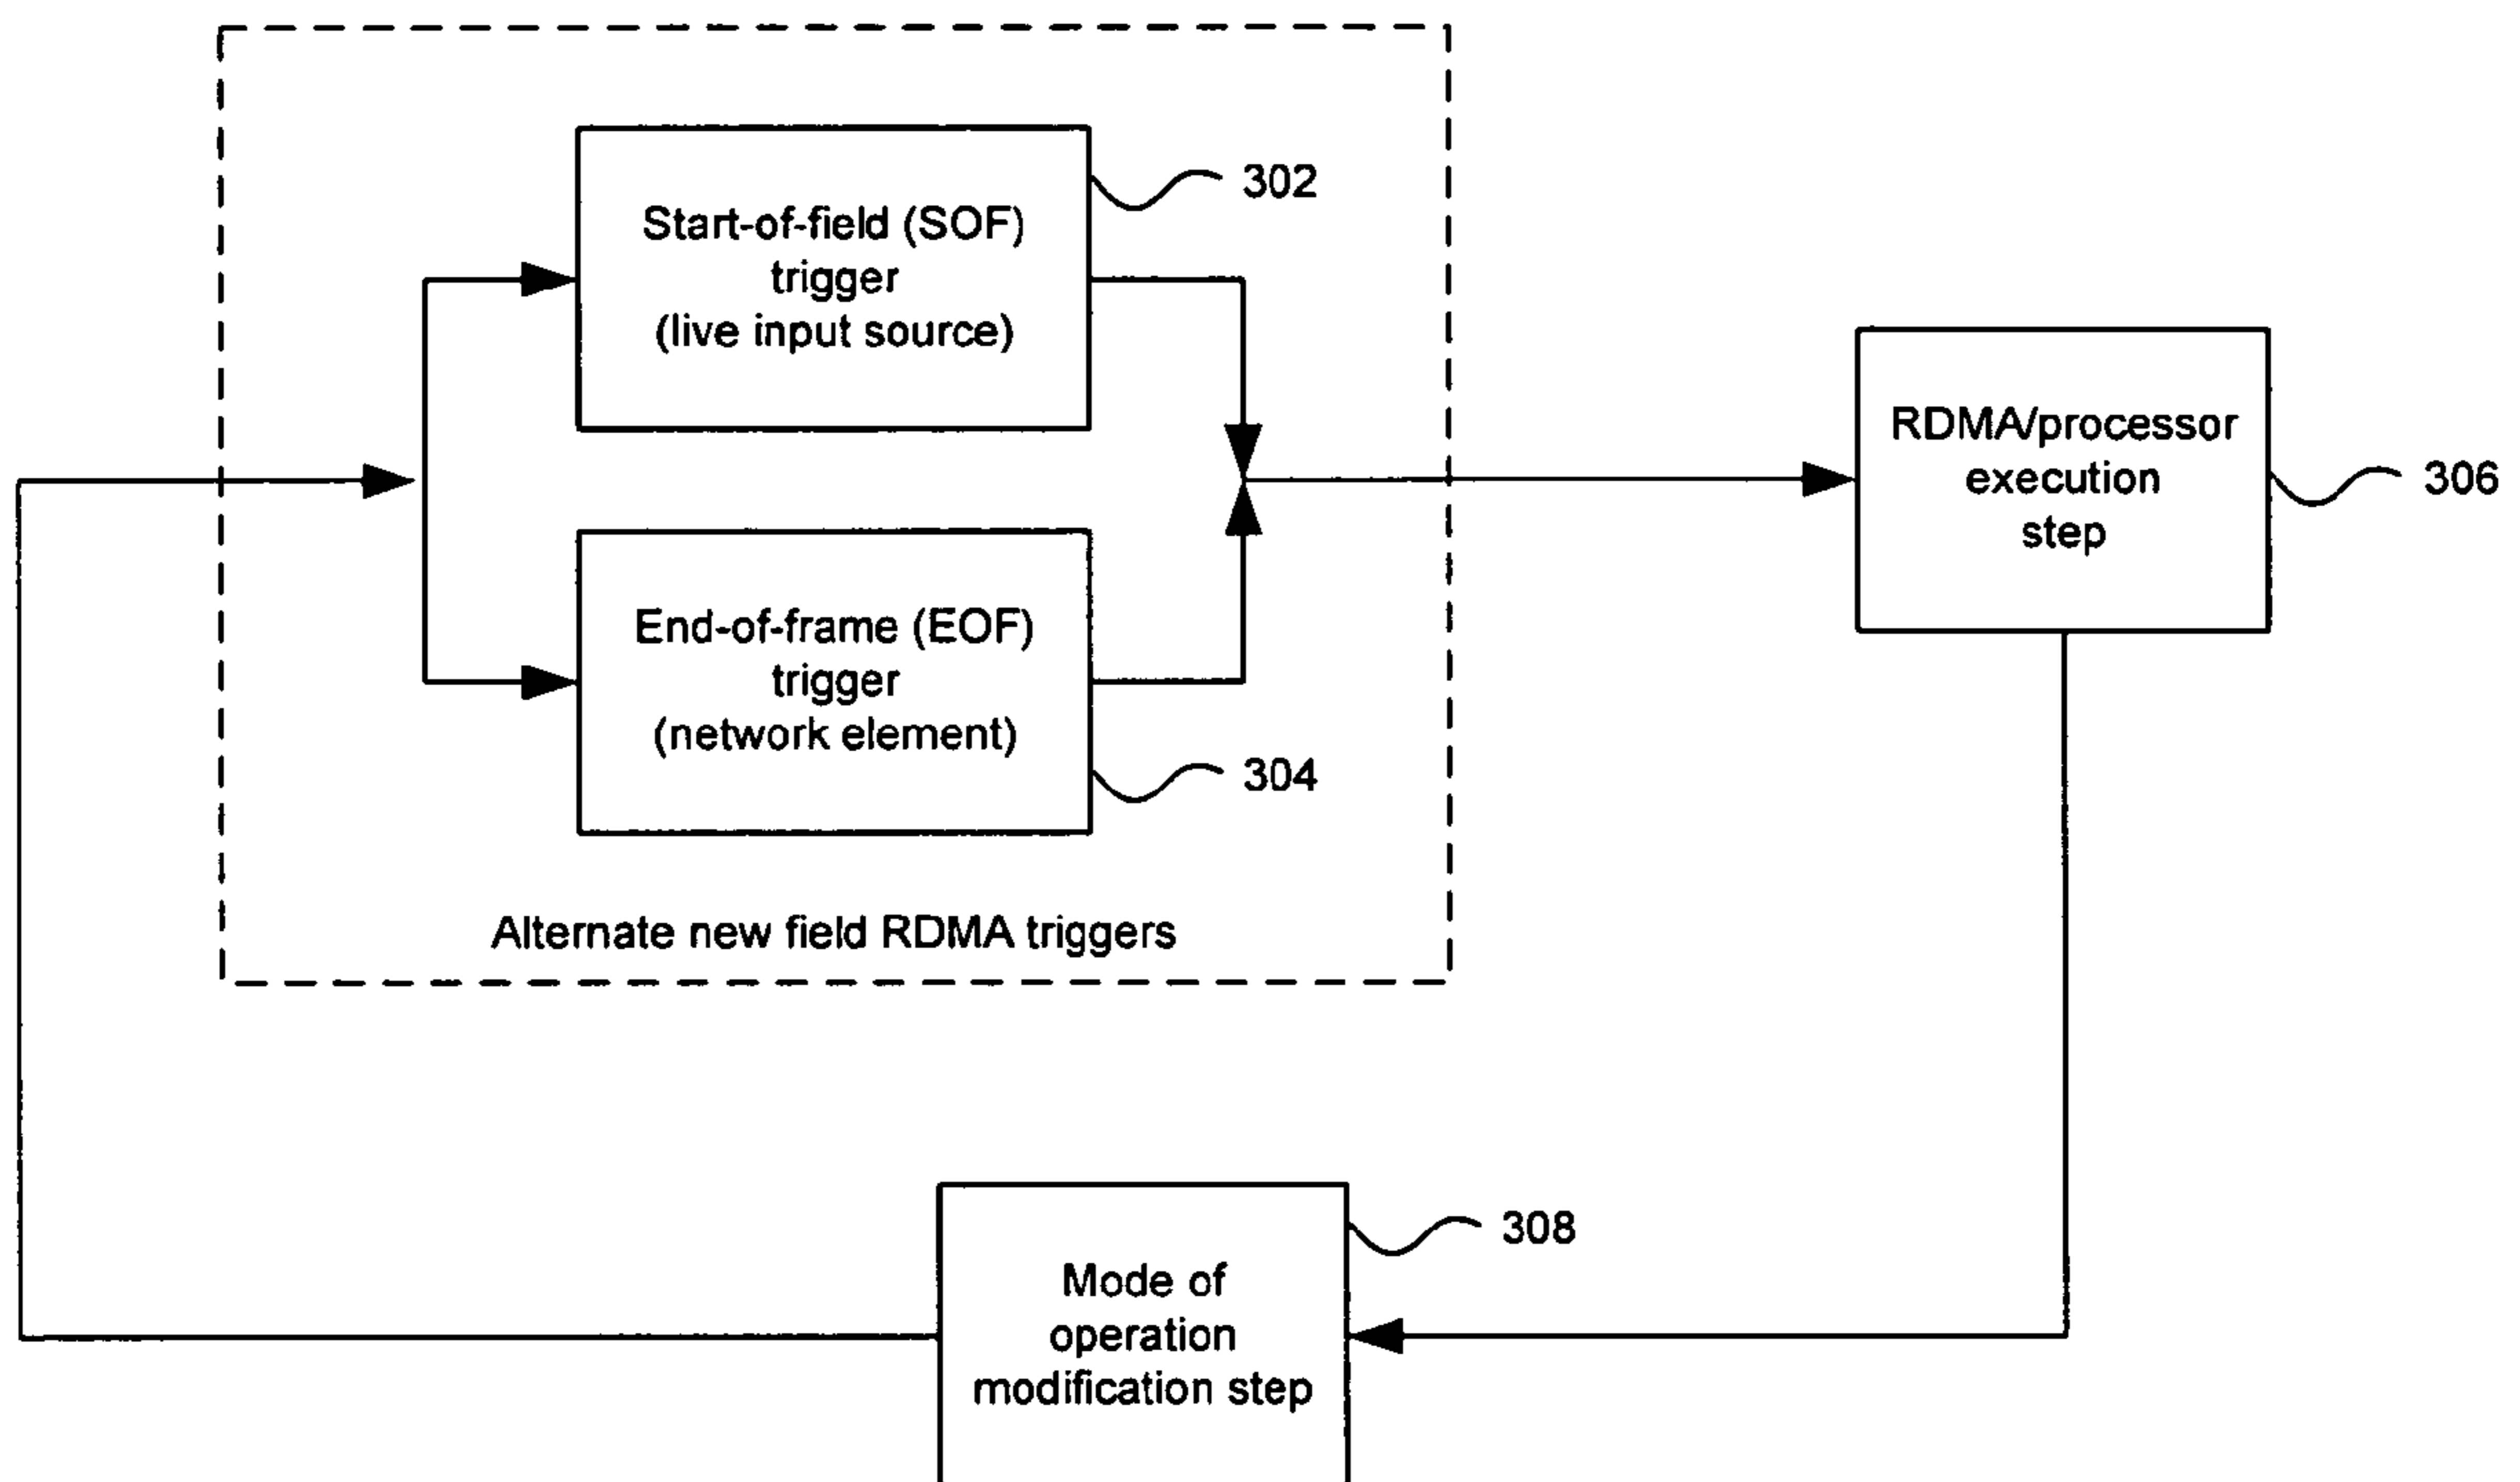 302
Start-of-field (SOF)
trigger
(live input source)
RDMA/processor
execution
step
306
End-of-frame (EOF)
trigger
(network element)
304
Alternate new field RDMA triggers
308
Mode of
operation
modification step